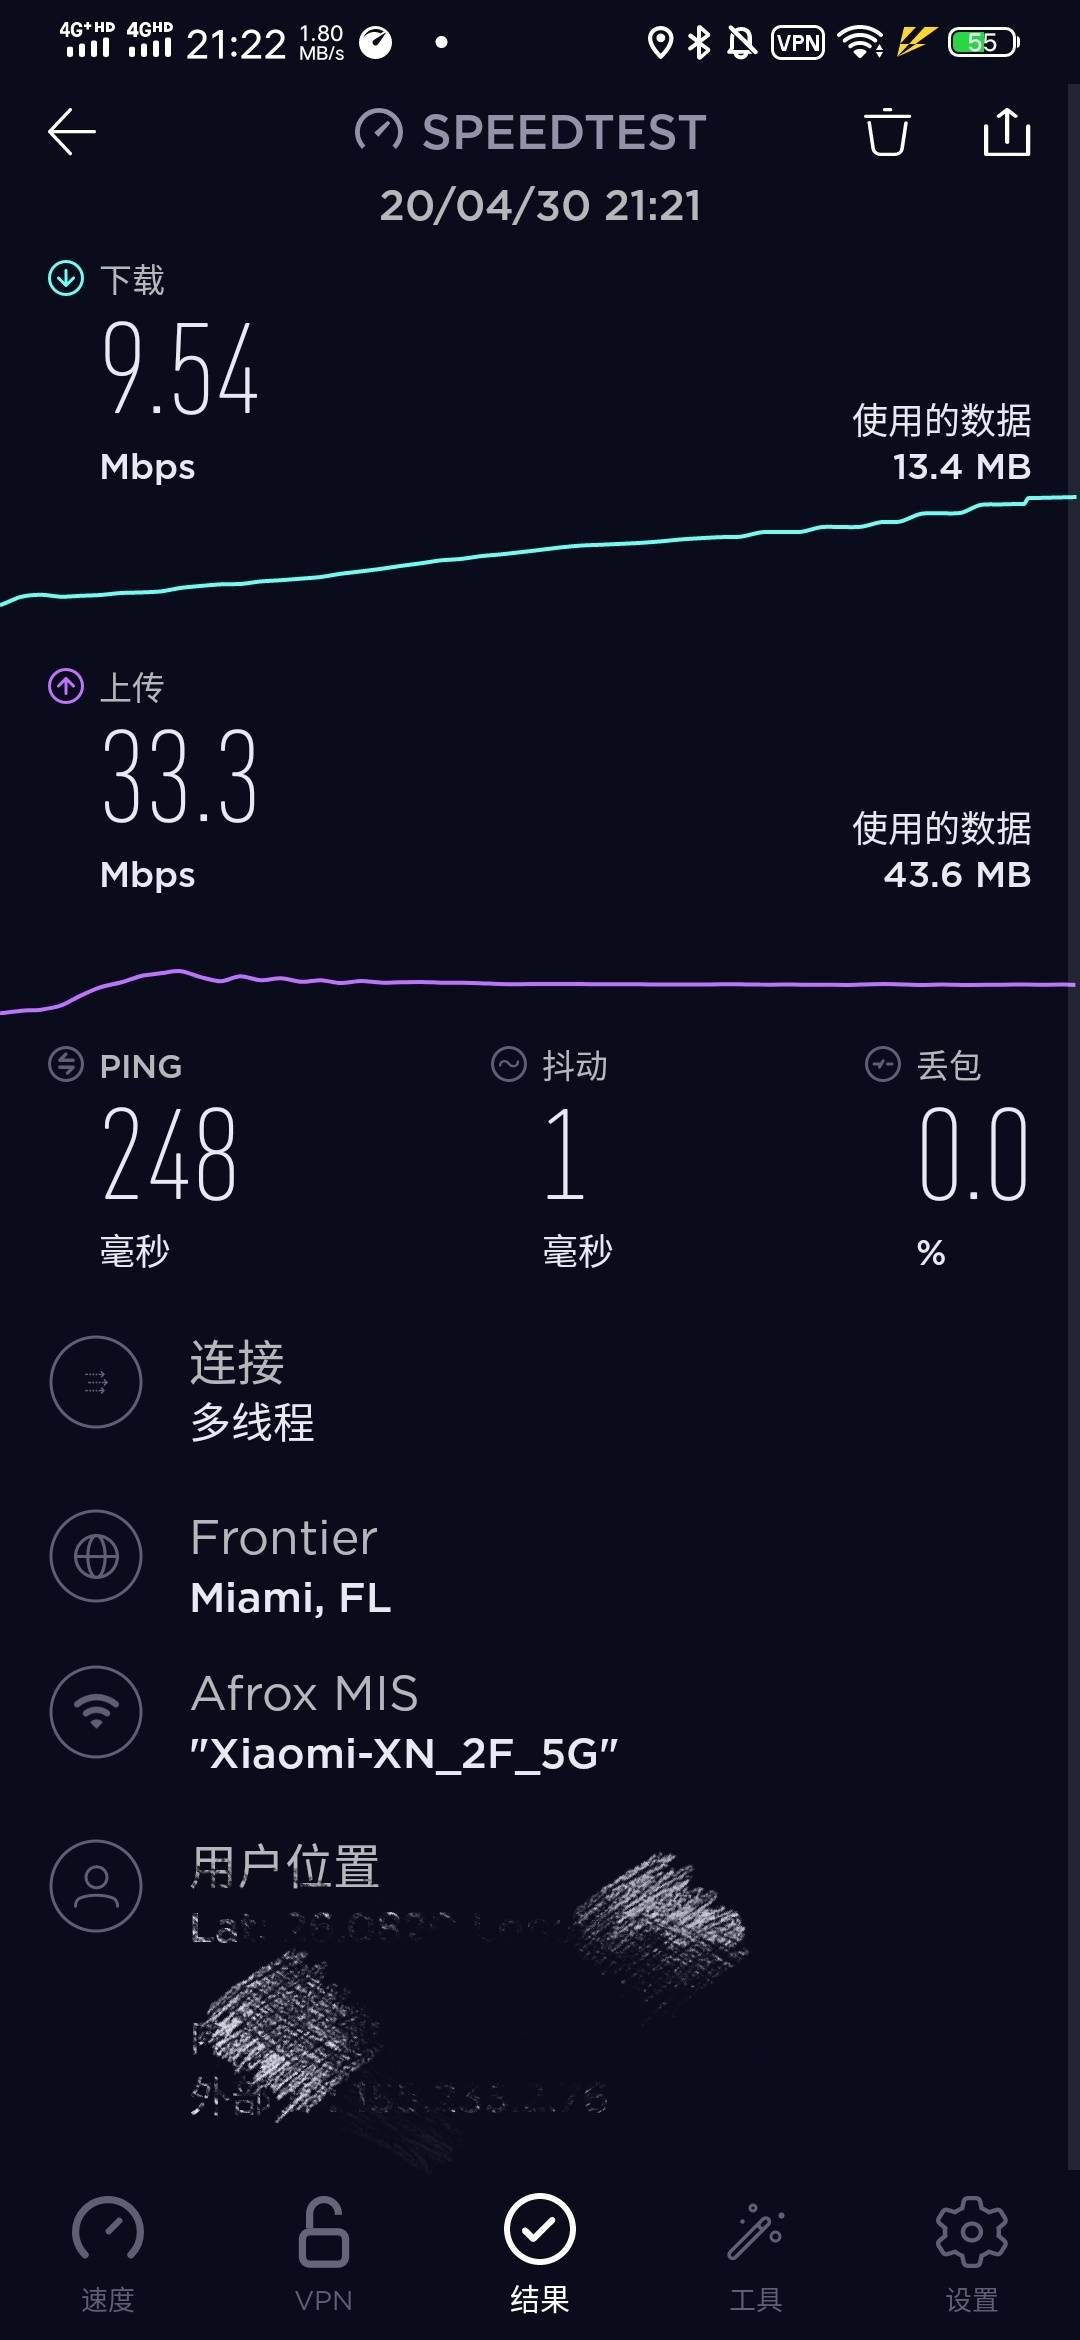 4G+HD 4GHD 21:22 1.80 MB/s VPN 55
SPEEDTEST
20/04/30 21:21
下载
9.54
Mbps
使用的数据
13.4 MB
上传
33.3
Mbps
使用的数据
43.6 MB
PING
248
毫秒
抖动
1
毫秒
丢包
0.0
%
连接
多线程
Frontier
Miami, FL
Afrox MIS
"Xiaomi-XN_2F_5G"
用户位置
Lat:
外部
速度
VPN
结果
工具
设置